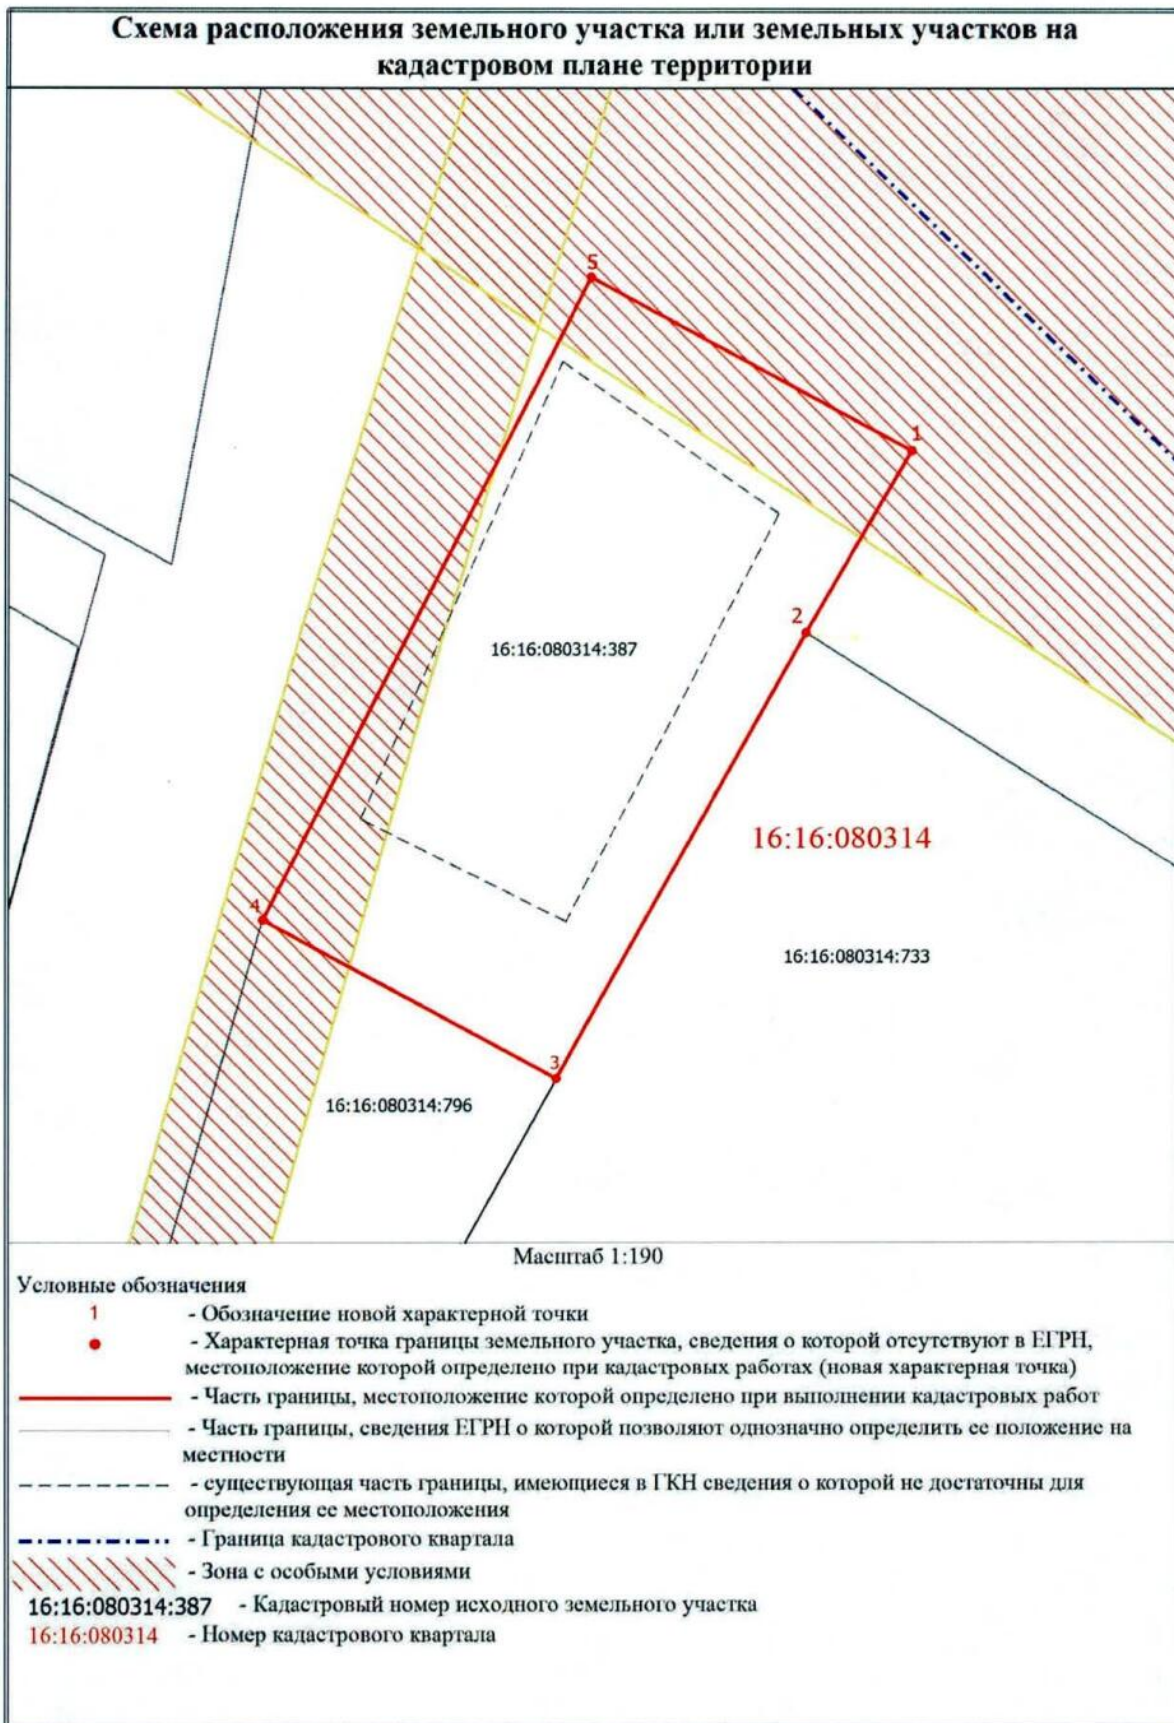 Схема расположения земельного участка или земельных участков на
кадастровом плане территории
5
1
2
16:16:080314:387
16:16:080314
4
16:16:080314:733
3
16:16:080314:796
Масштаб 1:190
Условные обозначения
1 - Обозначение новой характерной точки
- Характерная точка границы земельного участка, сведения о которой отсутствуют в ЕГРН,
местоположение которой определено при кадастровых работах (новая характерная точка)
- Часть границы, местоположение которой определено при выполнении кадастровых работ
- Часть границы, сведения ЕГРН о которой позволяют однозначно определить ее положение на
местности
- существующая часть границы, имеющиеся в ГКН сведения о которой не достаточны для
определения ее местоположения
- Граница кадастрового квартала
- Зона с особыми условиями
16:16:080314:387 - Кадастровый номер исходного земельного участка
16:16:080314 - Номер кадастрового квартала